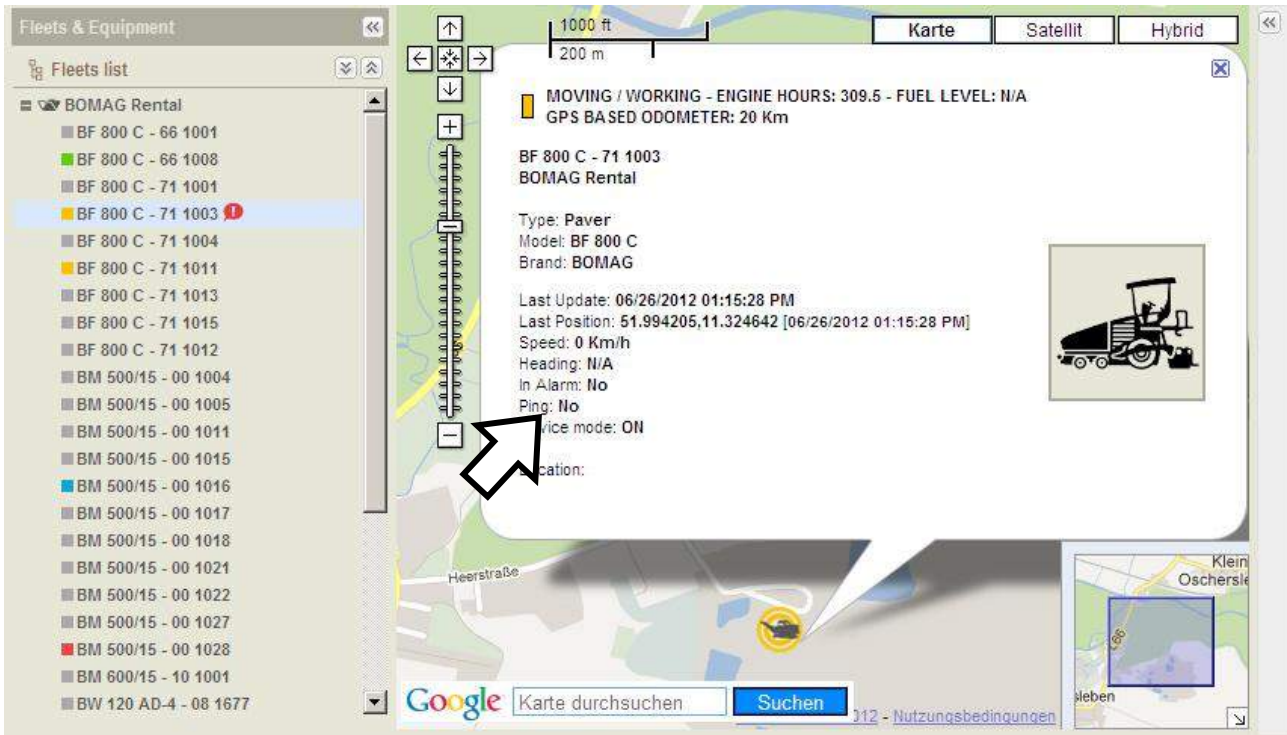 Fleets & Equipment
Fleets list
BOMAG Rental
BF 800 C - 66 1001
BF 800 C - 66 1008
BF 800 C - 71 1001
BF 800 C - 71 1003
BF 800 C - 71 1004
BF 800 C - 71 1011
BF 800 C - 71 1013
BF 800 C - 71 1015
BF 800 C - 71 1012
BM 500/15 - 00 1004
BM 500/15 - 00 1005
BM 500/15 - 00 1011
BM 500/15 - 00 1015
BM 500/15 - 00 1016
BM 500/15 - 00 1017
BM 500/15 - 00 1018
BM 500/15 - 00 1021
BM 500/15 - 00 1022
BM 500/15 - 00 1027
BM 500/15 - 00 1028
BM 600/15 - 10 1001
BW 120 AD-4 - 08 1677
1000 ft
200 m
Karte Satellit Hybrid
MOVING / WORKING - ENGINE HOURS: 309.5 - FUEL LEVEL: N/A
GPS BASED ODOMETER: 20 Km
BF 800 C - 71 1003
BOMAG Rental
Type: Paver
Model: BF 800 C
Brand: BOMAG
Last Update: 06/26/2012 01:15:28 PM
Last Position: 51.994205,11.324642 [06/26/2012 01:15:28 PM]
Speed: 0 Km/h
Heading: N/A
In Alarm: No
Ping: No
vice mode: ON
cation:
Heerstraße
Klein
Oschersle
L66
sleben
Google Karte durchsuchen Suchen
012 - Nutzungsbedingungen